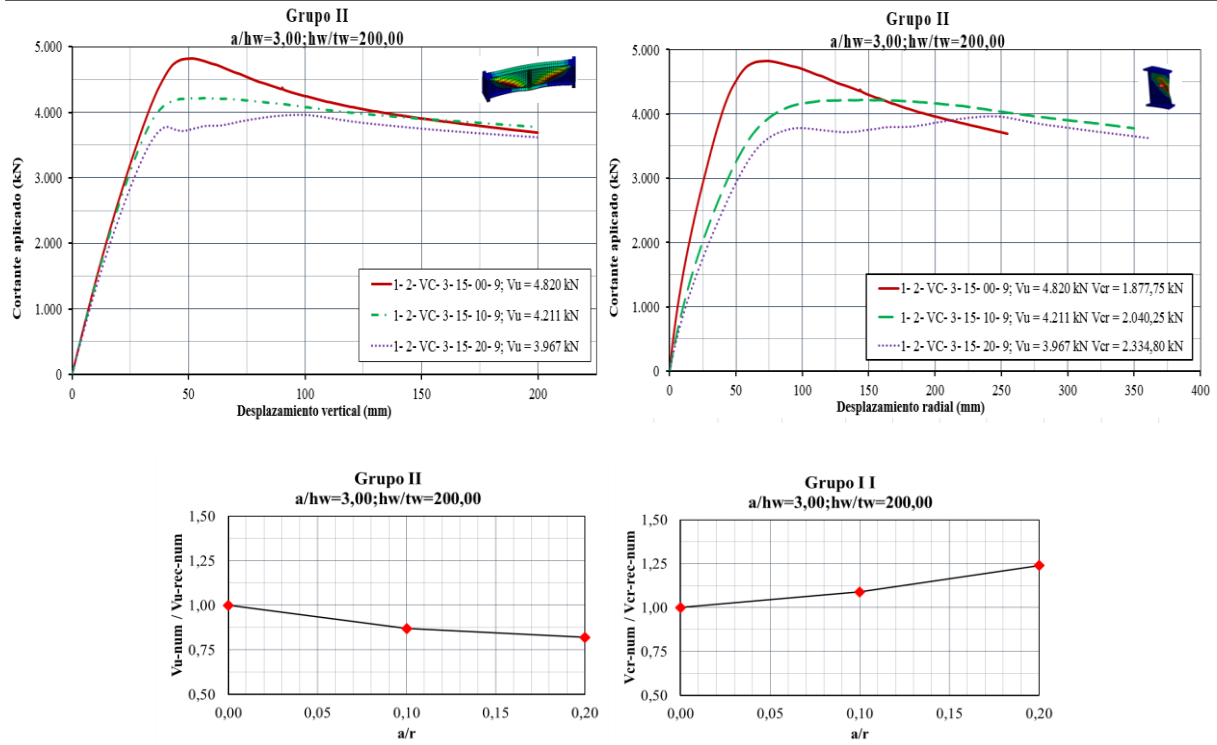 Grupo II
a/hw=3,00;hw/tw=200,00
5.000
4.000
3.000
2.000
1.000
0
Cortante aplicado (kN)
1- 2- VC- 3- 15- 00- 9; Vu = 4.820 kN
1- 2- VC- 3- 15- 10- 9; Vu = 4.211 kN
1- 2- VC- 3- 15- 20- 9; Vu = 3.967 kN
0 50 100 150 200
Desplazamiento vertical (mm)
Grupo II
a/hw=3,00;hw/tw=200,00
5.000
4.000
3.000
2.000
1.000
0
Cortante aplicado (kN)
1- 2- VC- 3- 15- 00- 9; Vu = 4.820 kN Vcr = 1.877,75
1- 2- VC- 3- 15- 10- 9; Vu = 4.211 kN Vcr = 2.040,25
1- 2- VC- 3- 15- 20- 9; Vu = 3.967 kN Vcr = 2.334,80
0 50 100 150 200 250 300 350 400
Desplazamiento radial (mm)
Grupo II
a/hw=3,00;hw/tw=200,00
1,50
1,25
1,00
0,75
0,50
Vu-num / Vu-rec-num
0,00 0,05 0,10 0,15 0,20
a/r
Grupo I I
a/hw=3,00;hw/tw=200,00
1,50
1,25
1,00
0,75
0,50
Vcr-num / Vcr-rec-num
0,00 0,05 0,10 0,15 0,20
a/r